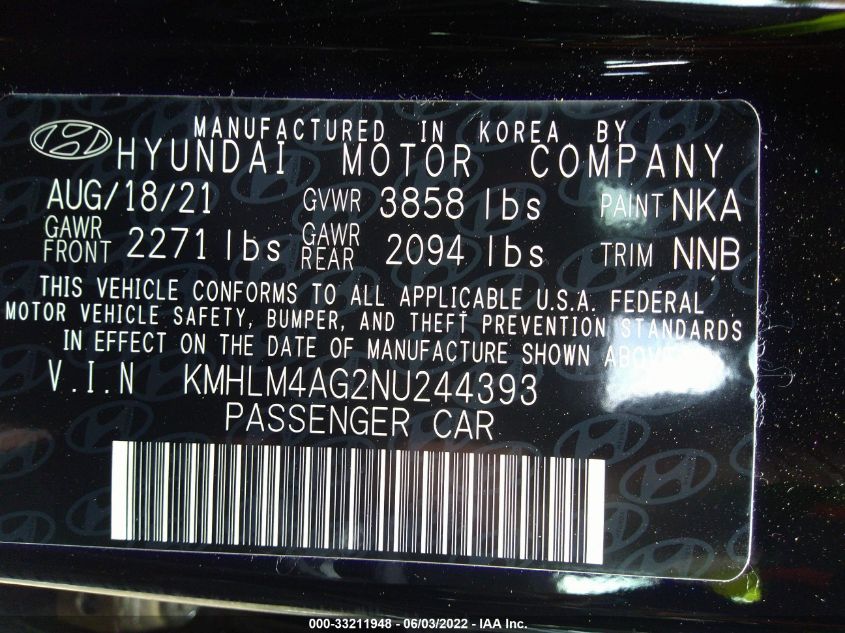 MANUFACTURED IN KOREA BY
HYUNDAI MOTOR COMPANY
AUG/18/21 GVWR 3858 lbs PAINT NKA
GAWR FRONT 2271 lbs GAWR REAR 2094 lbs TRIM NNB
THIS VEHICLE CONFORMS TO ALL APPLICABLE U.S.A. FEDERAL
MOTOR VEHICLE SAFETY, BUMPER, AND THEFT PREVENTION STANDARDS
IN EFFECT ON THE DATE OF MANUFACTURE SHOWN ABOVE
V.I.N KMHLM4AG2NU244393
PASSENGER CAR
000-33211948 - 06/03/2022 - IAA Inc.